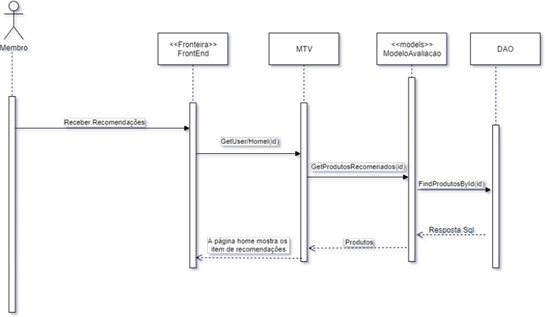 Membro
<<Fronteira>>
FrontEnd
MTV
<<models>>
ModeloAvaliacao
DAO
Receber Recomendações
GetUser/Homel(id)
GetProdutosRecomenados(id)
FindProdutosById(id)
Resposta Sql
Produtos
A página home mostra os
item de recomendações